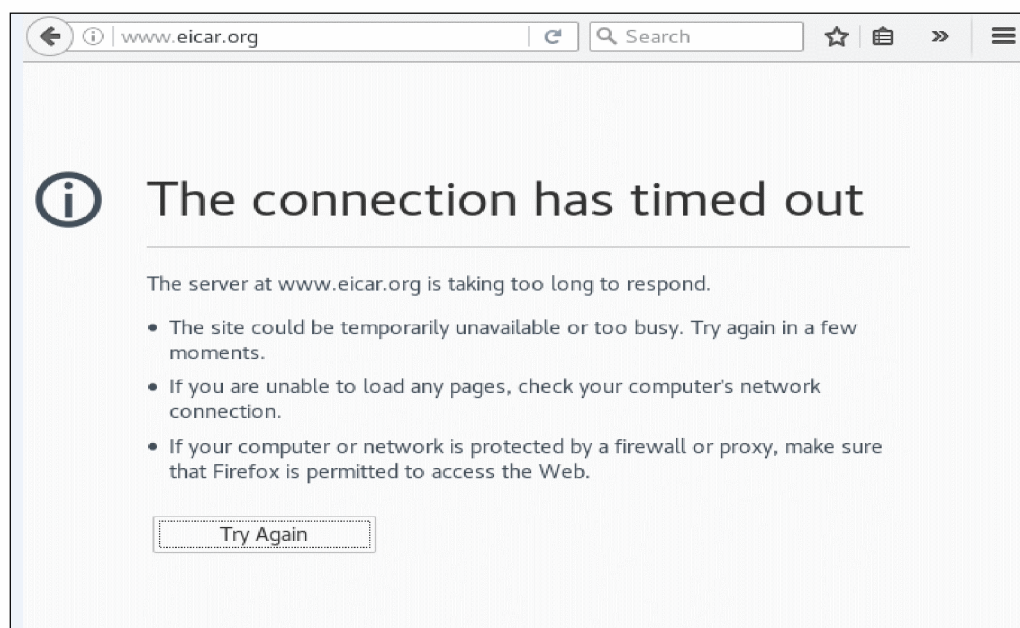 www.eicar.org
Search
The connection has timed out
The server at www.eicar.org is taking too long to respond.
• The site could be temporarily unavailable or too busy. Try again in a few
moments.
• If you are unable to load any pages, check your computer's network
connection.
• If your computer or network is protected by a firewall or proxy, make sure
that Firefox is permitted to access the Web.
Try Again